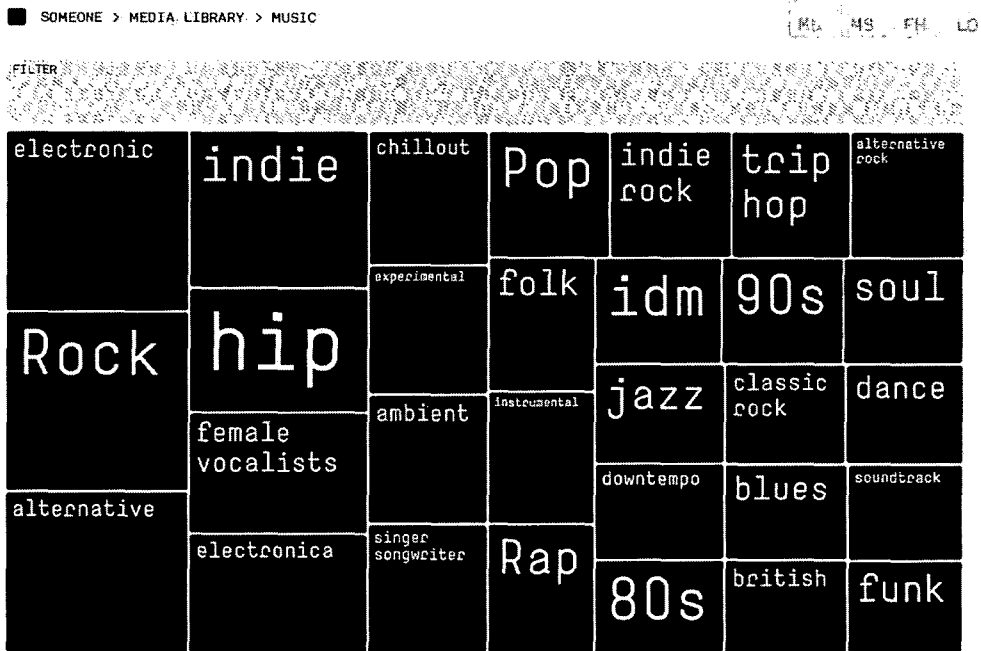 SOMEONE > MEDIA LIBRARY > MUSIC
MS FH LO
FILTER
electronic
indie
chillout
Pop
indie
rock
trip
hop
alternative
rock
experimental
folk
idm
90s
soul
Rock
hip
jazz
classic
rock
dance
ambient
instrumental
female
vocalists
downtempo
blues
soundtrack
alternative
electronica
singer
songwriter
Rap
80s
british
funk